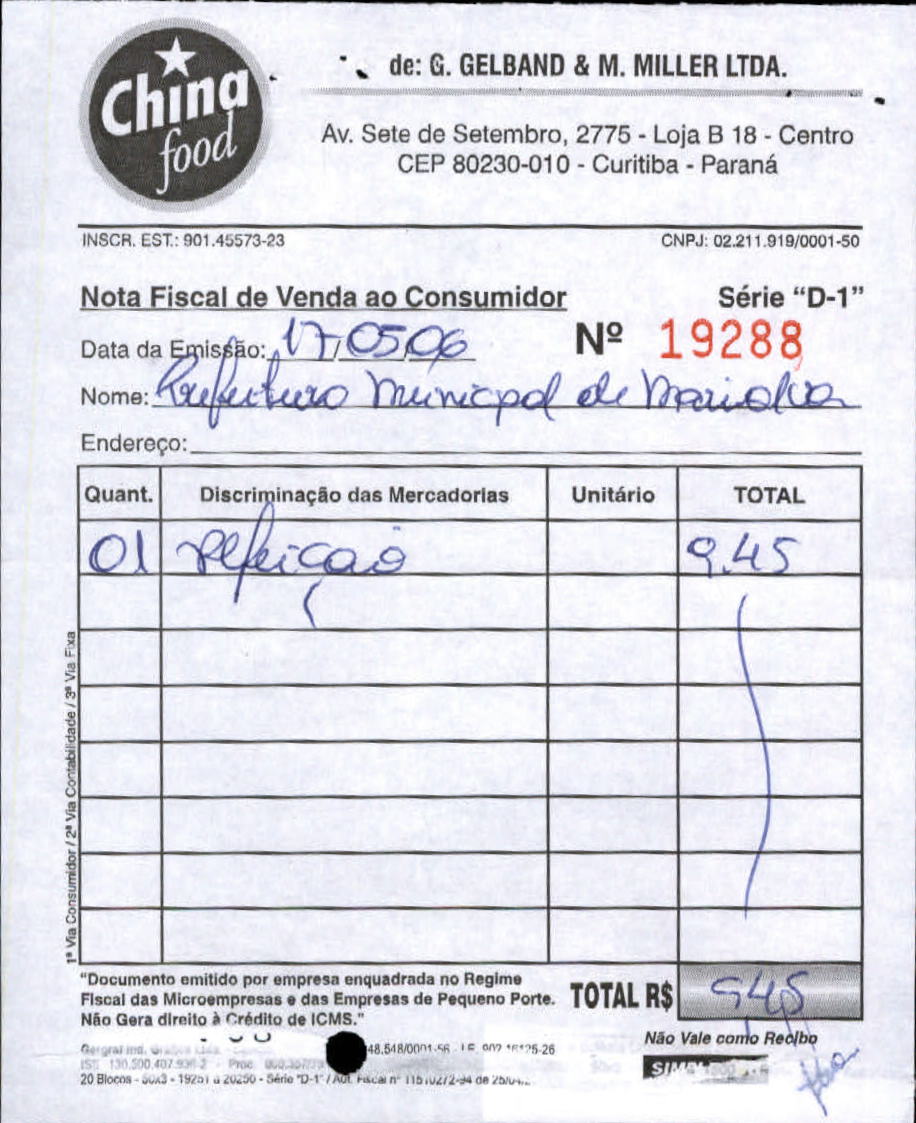 China
food
de: G. GELBAND & M. MILLER LTDA.
Av. Sete de Setembro, 2775 - Loja B 18 - Centro
CEP 80230-010 - Curitiba - Paraná
INSCR. EST.: 901.45573-23 CNPJ: 02.211.919/0001-50
Nota Fiscal de Venda ao Consumidor Série "D-1"
Data da Emissão: 17/05/06 Nº 19288
Nome: Prefeitura Municipal de Marialva
Endereço:
Quant. Discriminação das Mercadorias Unitário TOTAL
01 refeição 9.45
1ª Via Consumidor / 2ª Via Contabilidade / 3ª Via Fixa
"Documento emitido por empresa enquadrada no Regime
Fiscal das Microempresas e das Empresas de Pequeno Porte.
Não Gera direito à Crédito de ICMS."
TOTAL R$ 945
Não Vale como Recibo
20 Blocos - 50x3 - 19251 a 20250 - Série "D-1" / Aut. Fiscal nº